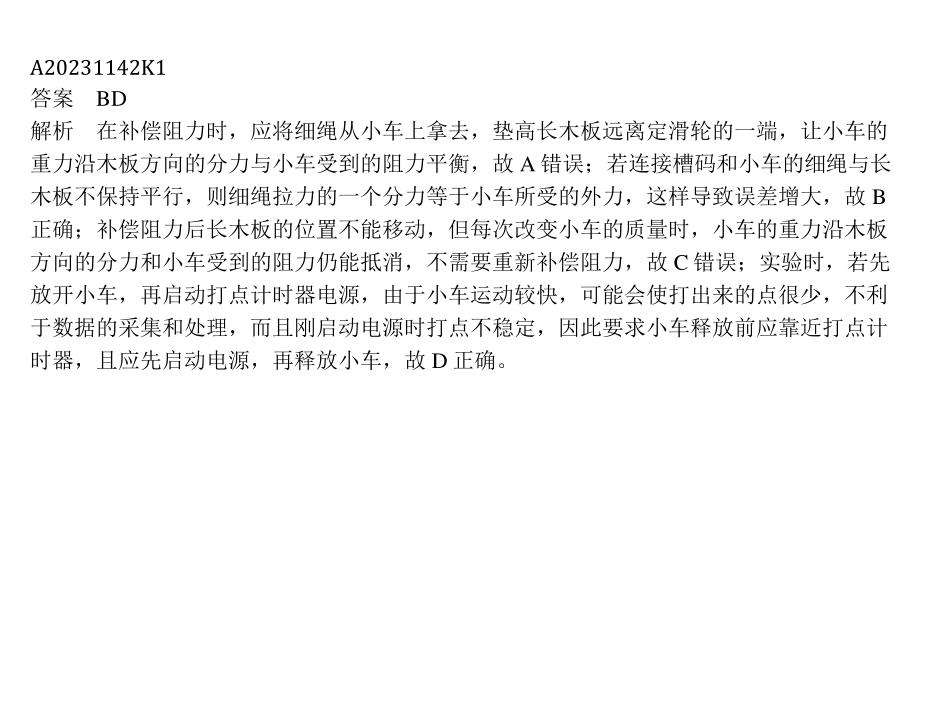 A20231142K1
答案　BD
解析　在补偿阻力时，应将细绳从小车上拿去，垫高长木板远离定滑轮的一端，让小车的
重力沿木板方向的分力与小车受到的阻力平衡，故 A 错误；若连接槽码和小车的细绳与长
木板不保持平行，则细绳拉力的一个分力等于小车所受的外力，这样导致误差增大，故 B
正确；补偿阻力后长木板的位置不能移动，但每次改变小车的质量时，小车的重力沿木板
方向的分力和小车受到的阻力仍能抵消，不需要重新补偿阻力，故 C 错误；实验时，若先
放开小车，再启动打点计时器电源，由于小车运动较快，可能会使打出来的点很少，不利
于数据的采集和处理，而且刚启动电源时打点不稳定，因此要求小车释放前应靠近打点计
时器，且应先启动电源，再释放小车，故 D 正确。